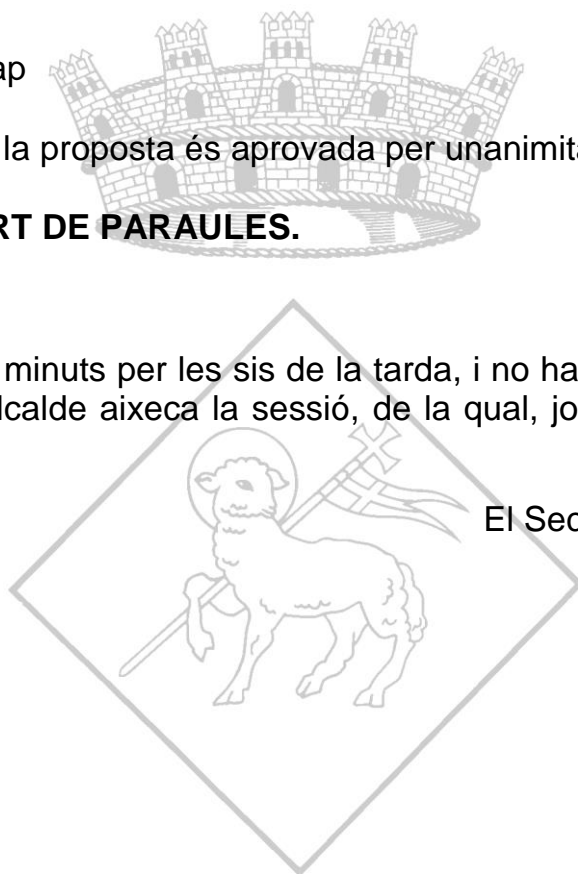 ap
la proposta és aprovada per unanimita
RT DE PARAULES.
minuts per les sis de la tarda, i no ha
lcalde aixeca la sessió, de la qual, jo
El Sec